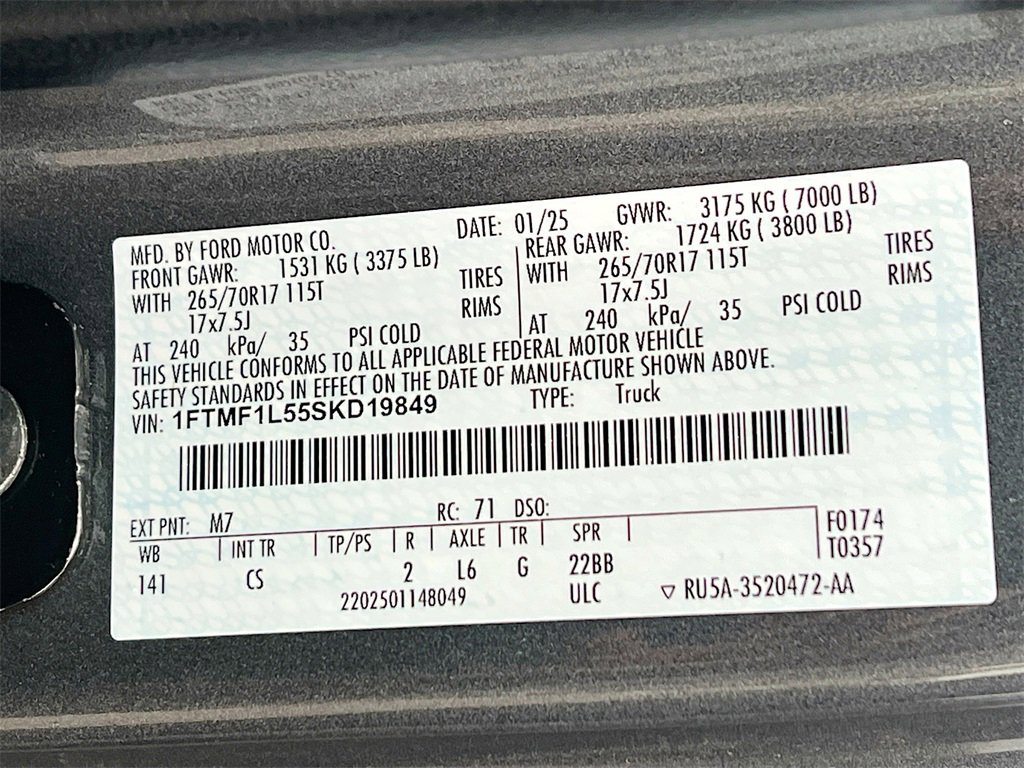 MFD. BY FORD MOTOR CO. DATE: 01/25 GVWR: 3175 KG ( 7000 LB)
FRONT GAWR: 1531 KG ( 3375 LB) REAR GAWR: 1724 KG ( 3800 LB)
WITH 265/70R17 115T TIRES WITH 265/70R17 115T TIRES
17x7.5J RIMS 17x7.5J RIMS
AT 240 kPa/ 35 PSI COLD AT 240 kPa/ 35 PSI COLD
THIS VEHICLE CONFORMS TO ALL APPLICABLE FEDERAL MOTOR VEHICLE
SAFETY STANDARDS IN EFFECT ON THE DATE OF MANUFACTURE SHOWN ABOVE.
VIN: 1FTMF1L55SKD19849 TYPE: Truck
EXT PNT: M7 RC: 71 DSO:
WB INT TR TP/PS R AXLE TR SPR F0174
141 CS 2 L6 G 22BB T0357
2202501148049 ULC ▽ RU5A-3520472-AA